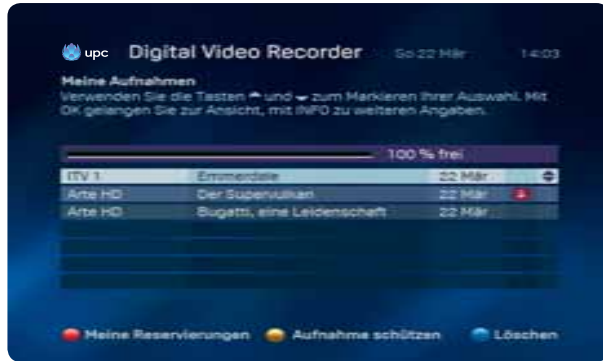 upc Digital Video Recorder So 22 Mär 14:03
Meine Aufnahmen
Verwenden Sie die Tasten und zum Markieren Ihrer Auswahl. Mit
OK gelangen Sie zur Ansicht, mit INFO zu weiteren Angaben.
100 % frei
ITV 1 Emmerdale 22 Mär
Arte HD Der Supervulkan 22 Mär
Arte HD Bugatti, eine Leidenschaft 22 Mär
Meine Reservierungen Aufnahme schützen Löschen